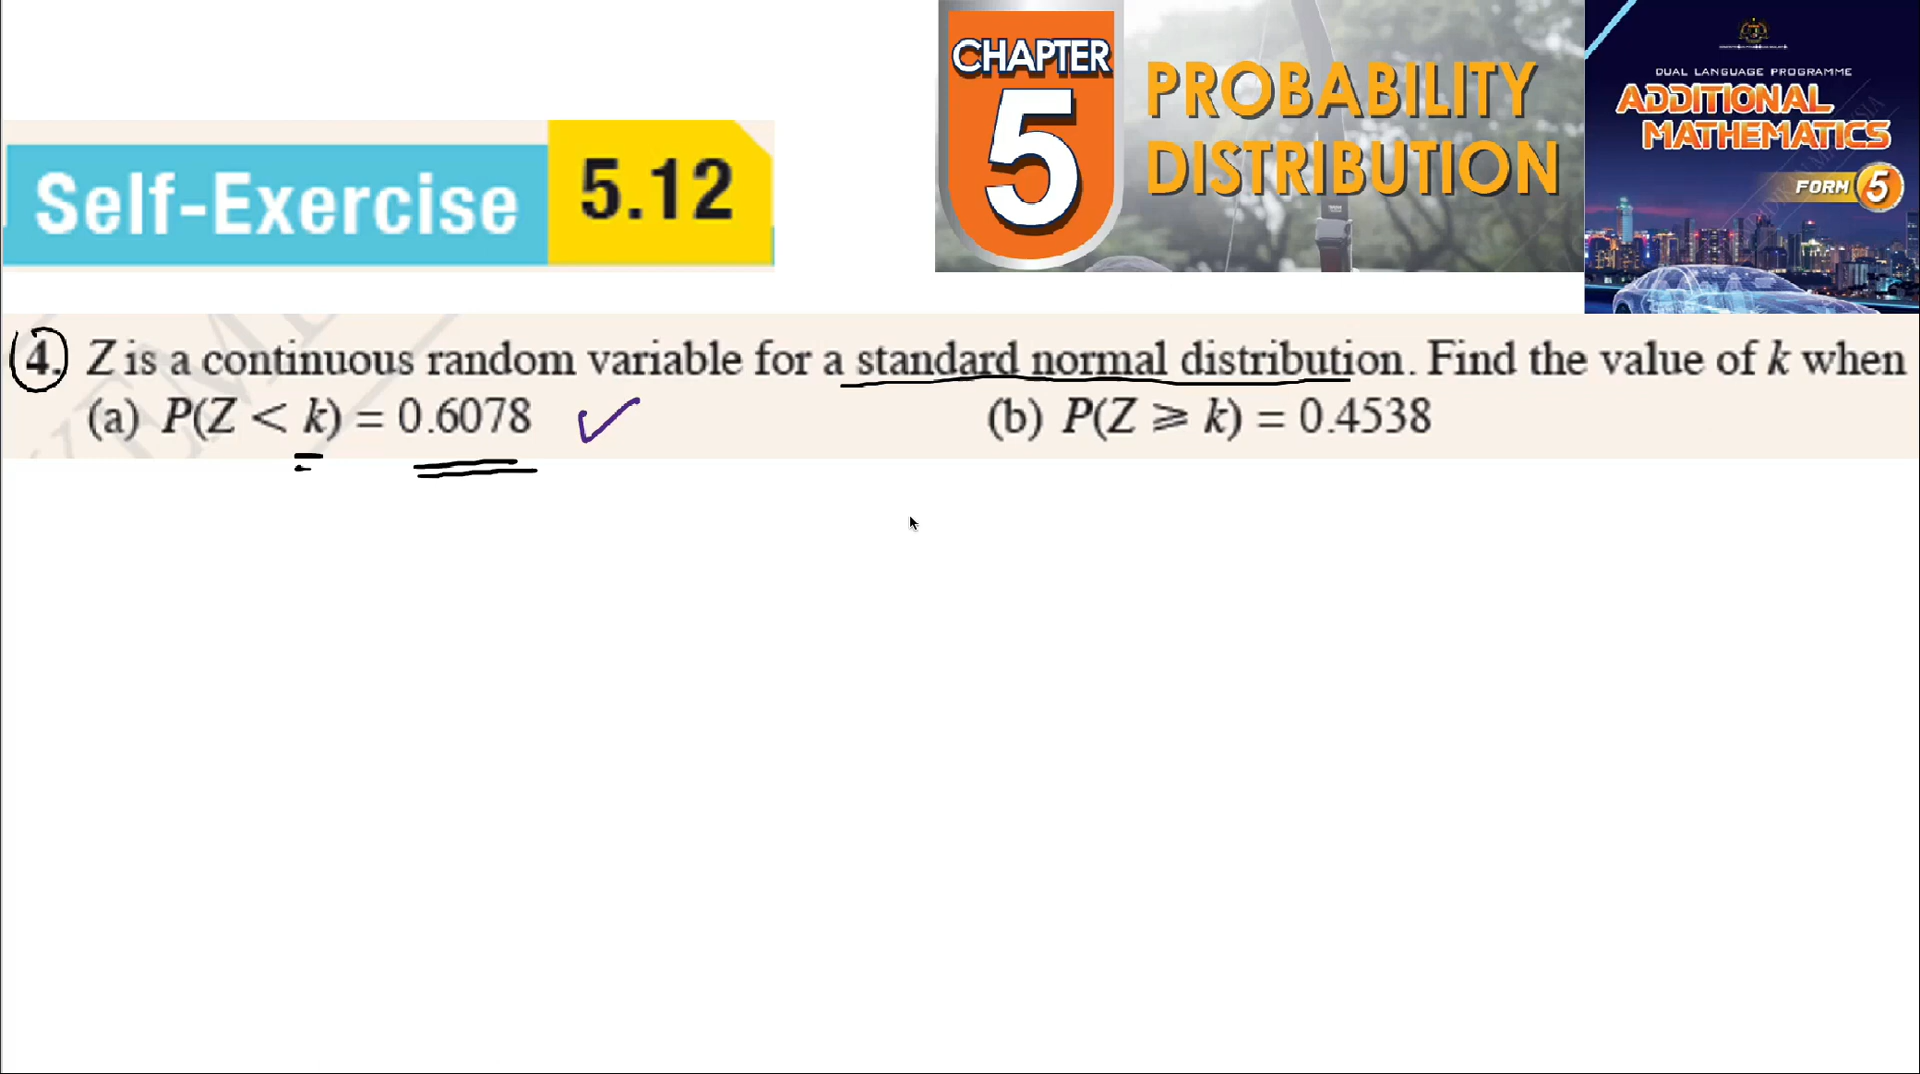 CHAPTER
5
PROBABILITY
DISTRIBUTION
DUAL LANGUAGE PROGRAMME
ADDITIONAL
MATHEMATICS
FORM 5
Self-Exercise 5.12
4. Z is a continuous random variable for a standard normal distribution. Find the value of k when
(a) P(Z < k) = 0.6078 ✓ (b) P(Z ⩾ k) = 0.4538